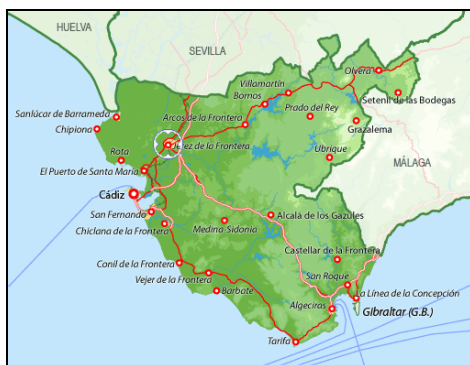 HUELVA
SEVILLA
Olvera
Villamartín
Bornos
Setenil de las Bodegas
Prado del Rey
Sanlúcar de Barrameda
Arcos de la Frontera
Chipiona
Grazalema
Jerez de la Frontera
Rota
Ubrique
MÁLAGA
El Puerto de Santa María
Cádiz
San Fernando
Alcalá de los Gazules
Medina-Sidonia
Chiclana de la Frontera
Castellar de la Frontera
Conil de la Frontera
San Roque
Vejer de la Frontera
La Línea de la Concepción
Barbate
Algeciras
Gibraltar (G.B.)
Tarifa